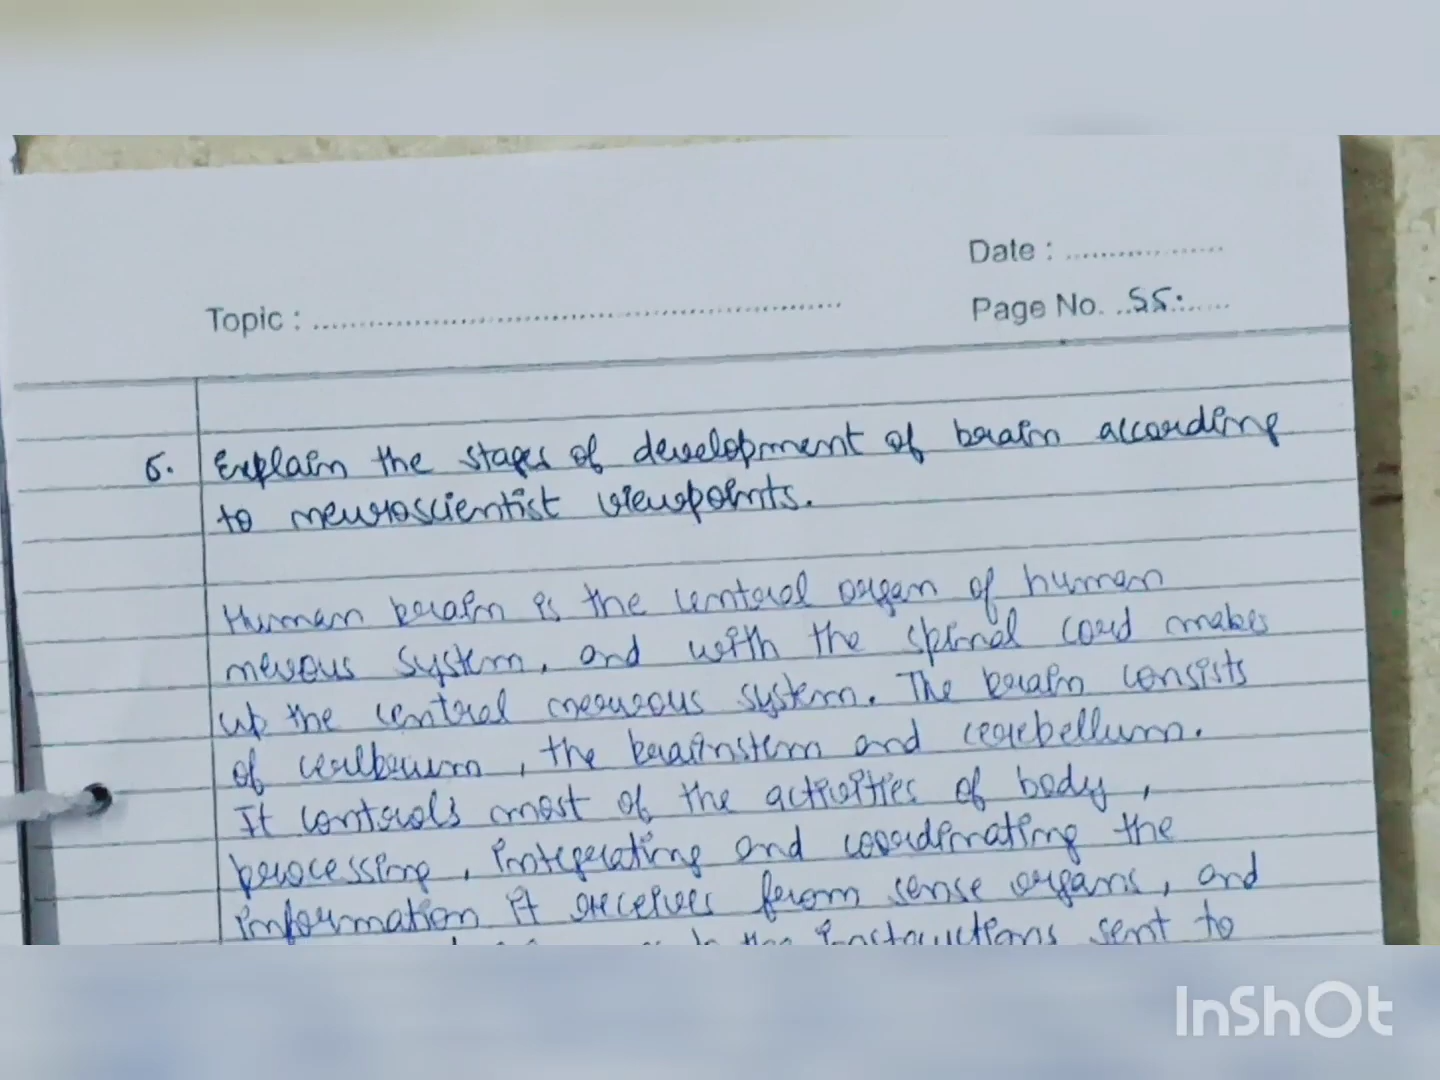 Date : ....................
Topic : ................................................................
Page No. ..55.......
5. Explain the stages of development of brain according
to neuroscientist viewpoints.
Human brain is the central organ of human
nervous system, and with the spinal cord makes
up the central nervous system. The brain consists
of cerebrum, the brainstem and cerebellum.
It controls most of the activities of body,
processing, integrating and coordinating the
information it receives from sense organs, and
the instructions sent to
InShOt